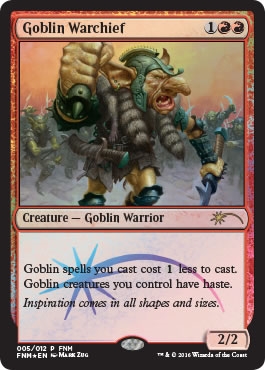 Goblin Warchief 1
Creature — Goblin Warrior
Goblin spells you cast cost 1 less to cast.
Goblin creatures you control have haste.
Inspiration comes in all shapes and sizes.
2/2
005/012 P FNM
FNM★EN Mark Zug
™ & © 2016 Wizards of the Coast